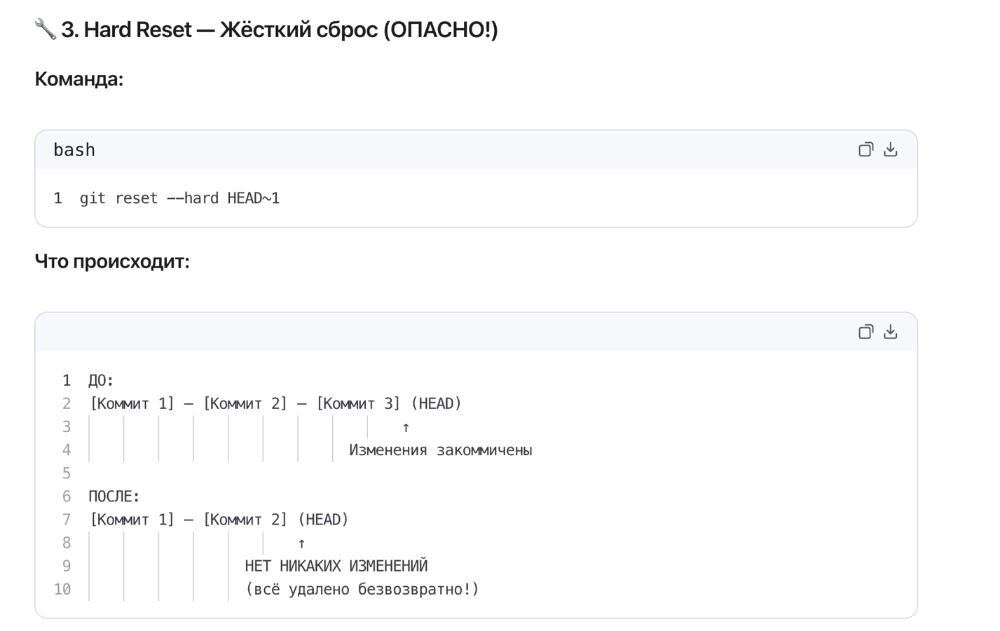 🔧 3. Hard Reset — Жёсткий сброс (ОПАСНО!)
Команда:
bash
1 git reset --hard HEAD~1
Что происходит:
1 ДО:
2 [Коммит 1] — [Коммит 2] — [Коммит 3] (HEAD)
3 ↑
4 Изменения закоммичены
5
6 ПОСЛЕ:
7 [Коммит 1] — [Коммит 2] (HEAD)
8 ↑
9 НЕТ НИКАКИХ ИЗМЕНЕНИЙ
10 (всё удалено безвозвратно!)